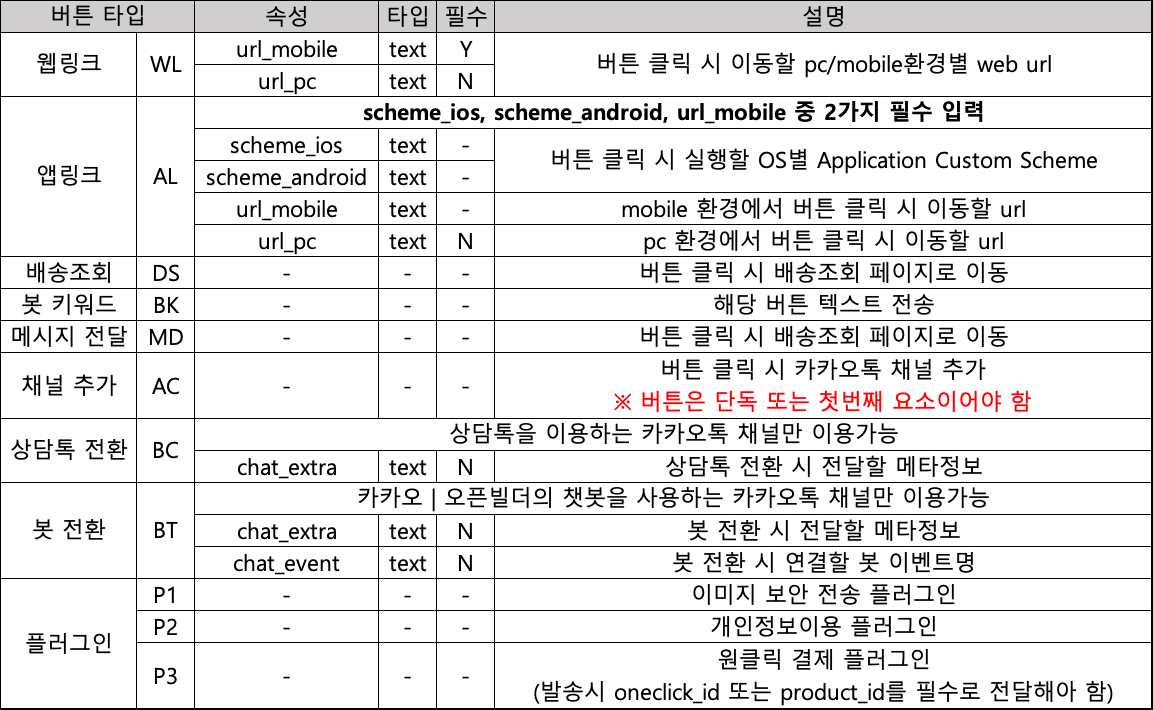 버튼 타입 속성 타입 필수 설명
웹링크 WL url_mobile text Y 버튼 클릭 시 이동할 pc/mobile환경별 web url
url_pc text N
앱링크 AL scheme_ios, scheme_android, url_mobile 중 2가지 필수 입력
scheme_ios text - 버튼 클릭 시 실행할 OS별 Application Custom Scheme
scheme_android text -
url_mobile text - mobile 환경에서 버튼 클릭 시 이동할 url
url_pc text N pc 환경에서 버튼 클릭 시 이동할 url
배송조회 DS - - - 버튼 클릭 시 배송조회 페이지로 이동
봇 키워드 BK - - - 해당 버튼 텍스트 전송
메시지 전달 MD - - - 버튼 클릭 시 배송조회 페이지로 이동
채널 추가 AC - - - 버튼 클릭 시 카카오톡 채널 추가
※ 버튼은 단독 또는 첫번째 요소이어야 함
상담톡 전환 BC 상담톡을 이용하는 카카오톡 채널만 이용가능
chat_extra text N 상담톡 전환 시 전달할 메타정보
봇 전환 BT 카카오 | 오픈빌더의 챗봇을 사용하는 카카오톡 채널만 이용가능
chat_extra text N 봇 전환 시 전달할 메타정보
chat_event text N 봇 전환 시 연결할 봇 이벤트명
플러그인 P1 - - - 이미지 보안 전송 플러그인
P2 - - - 개인정보이용 플러그인
P3 - - - 원클릭 결제 플러그인
(발송시 oneclick_id 또는 product_id를 필수로 전달해아 함)